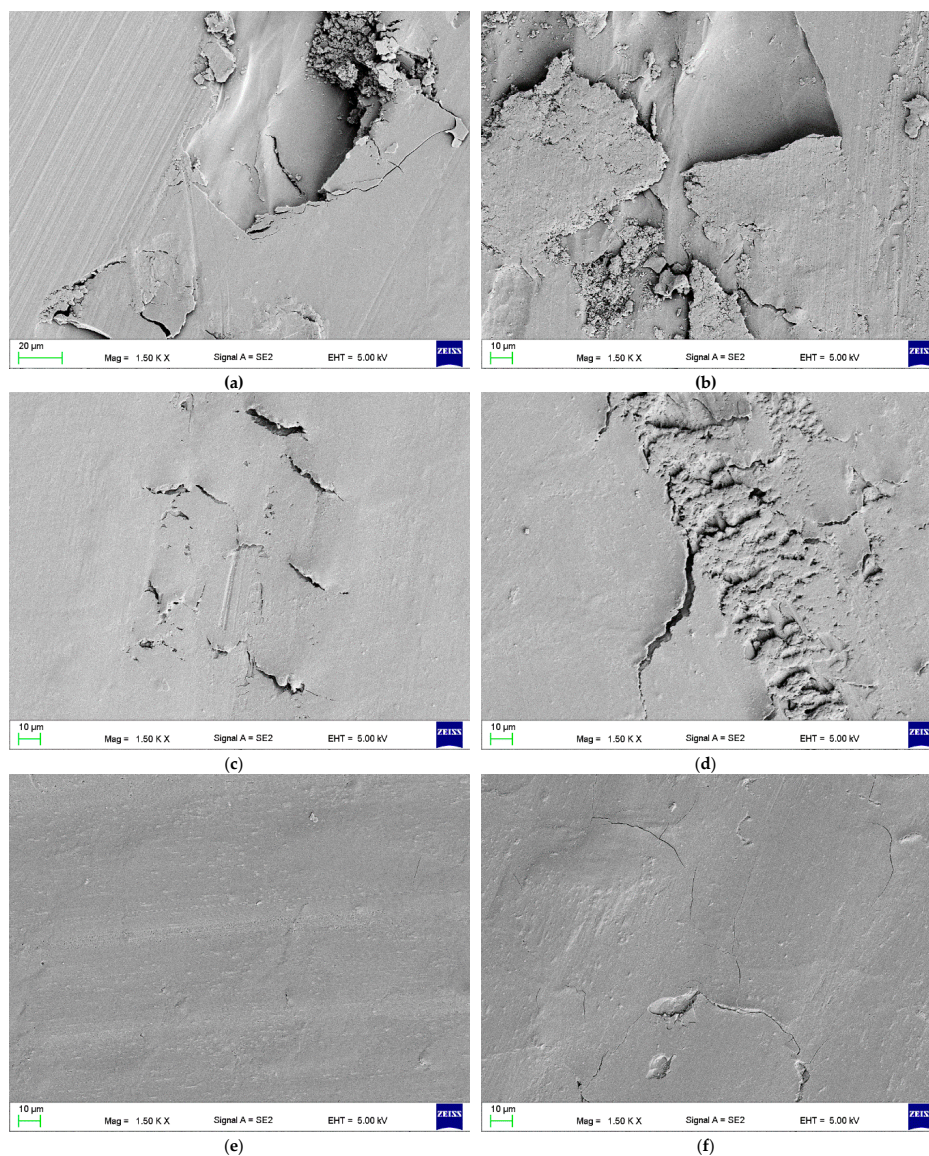 20 µm
Mag = 1.50 K X
Signal A = SE2
EHT = 5.00 kV
ZEISS
10 µm
Mag = 1.50 K X
Signal A = SE2
EHT = 5.00 kV
ZEISS
(a)
(b)
10 µm
Mag = 1.50 K X
Signal A = SE2
EHT = 5.00 kV
ZEISS
10 µm
Mag = 1.50 K X
Signal A = SE2
EHT = 5.00 kV
ZEISS
(c)
(d)
10 µm
Mag = 1.50 K X
Signal A = SE2
EHT = 5.00 kV
ZEISS
10 µm
Mag = 1.50 K X
Signal A = SE2
EHT = 5.00 kV
ZEISS
(e)
(f)